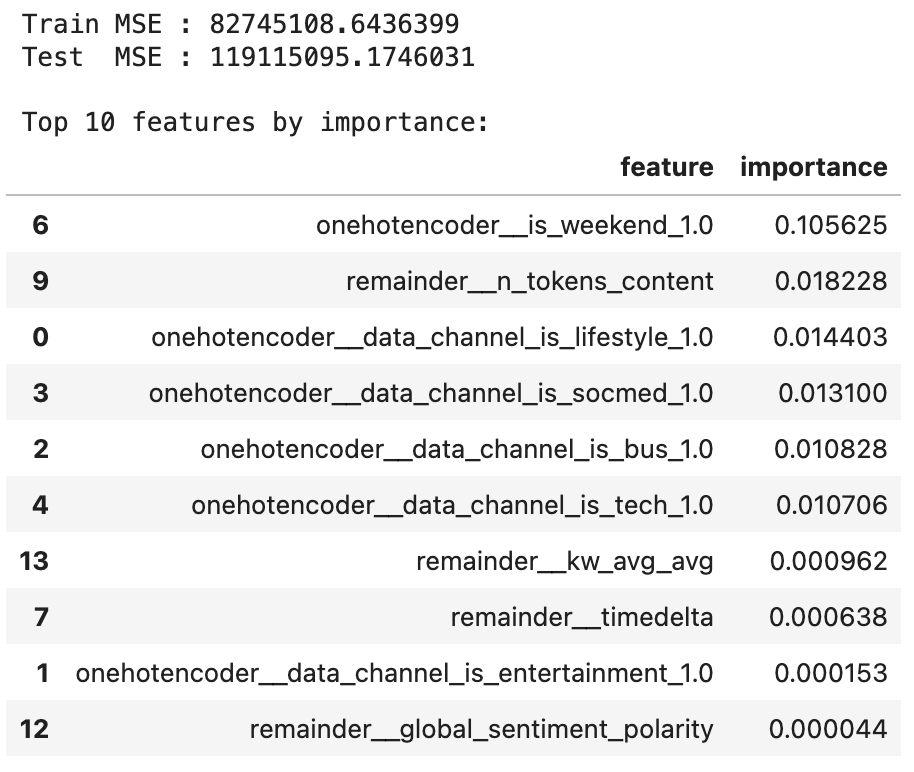 Train MSE : 82745108.6436399
Test  MSE : 119115095.1746031
Top 10 features by importance:
feature importance
6 onehotencoder__is_weekend_1.0 0.105625
9 remainder__n_tokens_content 0.018228
0 onehotencoder__data_channel_is_lifestyle_1.0 0.014403
3 onehotencoder__data_channel_is_socmed_1.0 0.013100
2 onehotencoder__data_channel_is_bus_1.0 0.010828
4 onehotencoder__data_channel_is_tech_1.0 0.010706
13 remainder__kw_avg_avg 0.000962
7 remainder__timedelta 0.000638
1 onehotencoder__data_channel_is_entertainment_1.0 0.000153
12 remainder__global_sentiment_polarity 0.000044